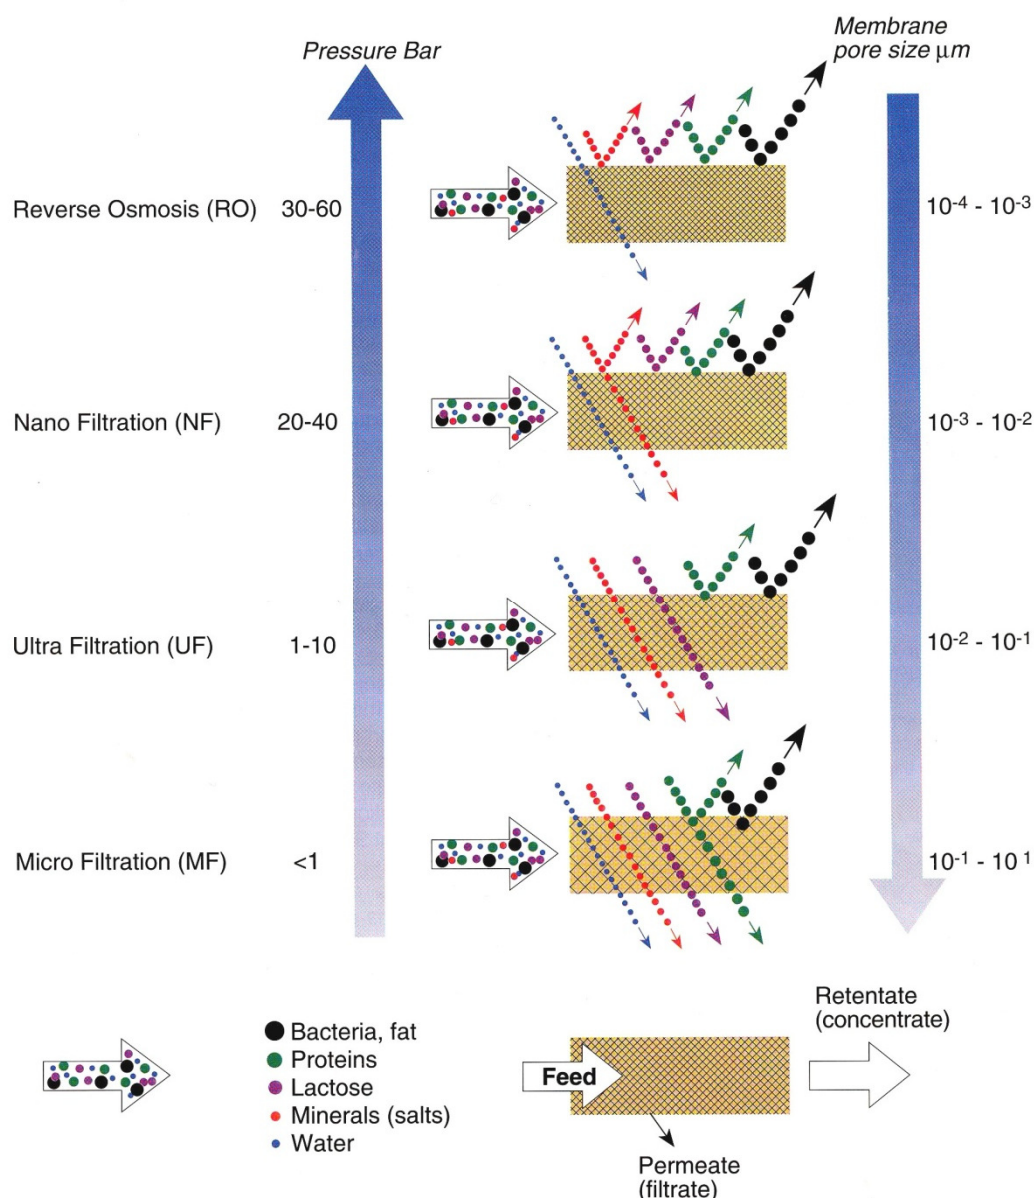 Pressure Bar
Membrane
pore size μm
Reverse Osmosis (RO) 30-60 10⁻⁴ - 10⁻³
Nano Filtration (NF) 20-40 10⁻³ - 10⁻²
Ultra Filtration (UF) 1-10 10⁻² - 10⁻¹
Micro Filtration (MF) <1 10⁻¹ - 10¹
Bacteria, fat
Proteins
Lactose
Minerals (salts)
Water
Feed
Retentate
(concentrate)
Permeate
(filtrate)